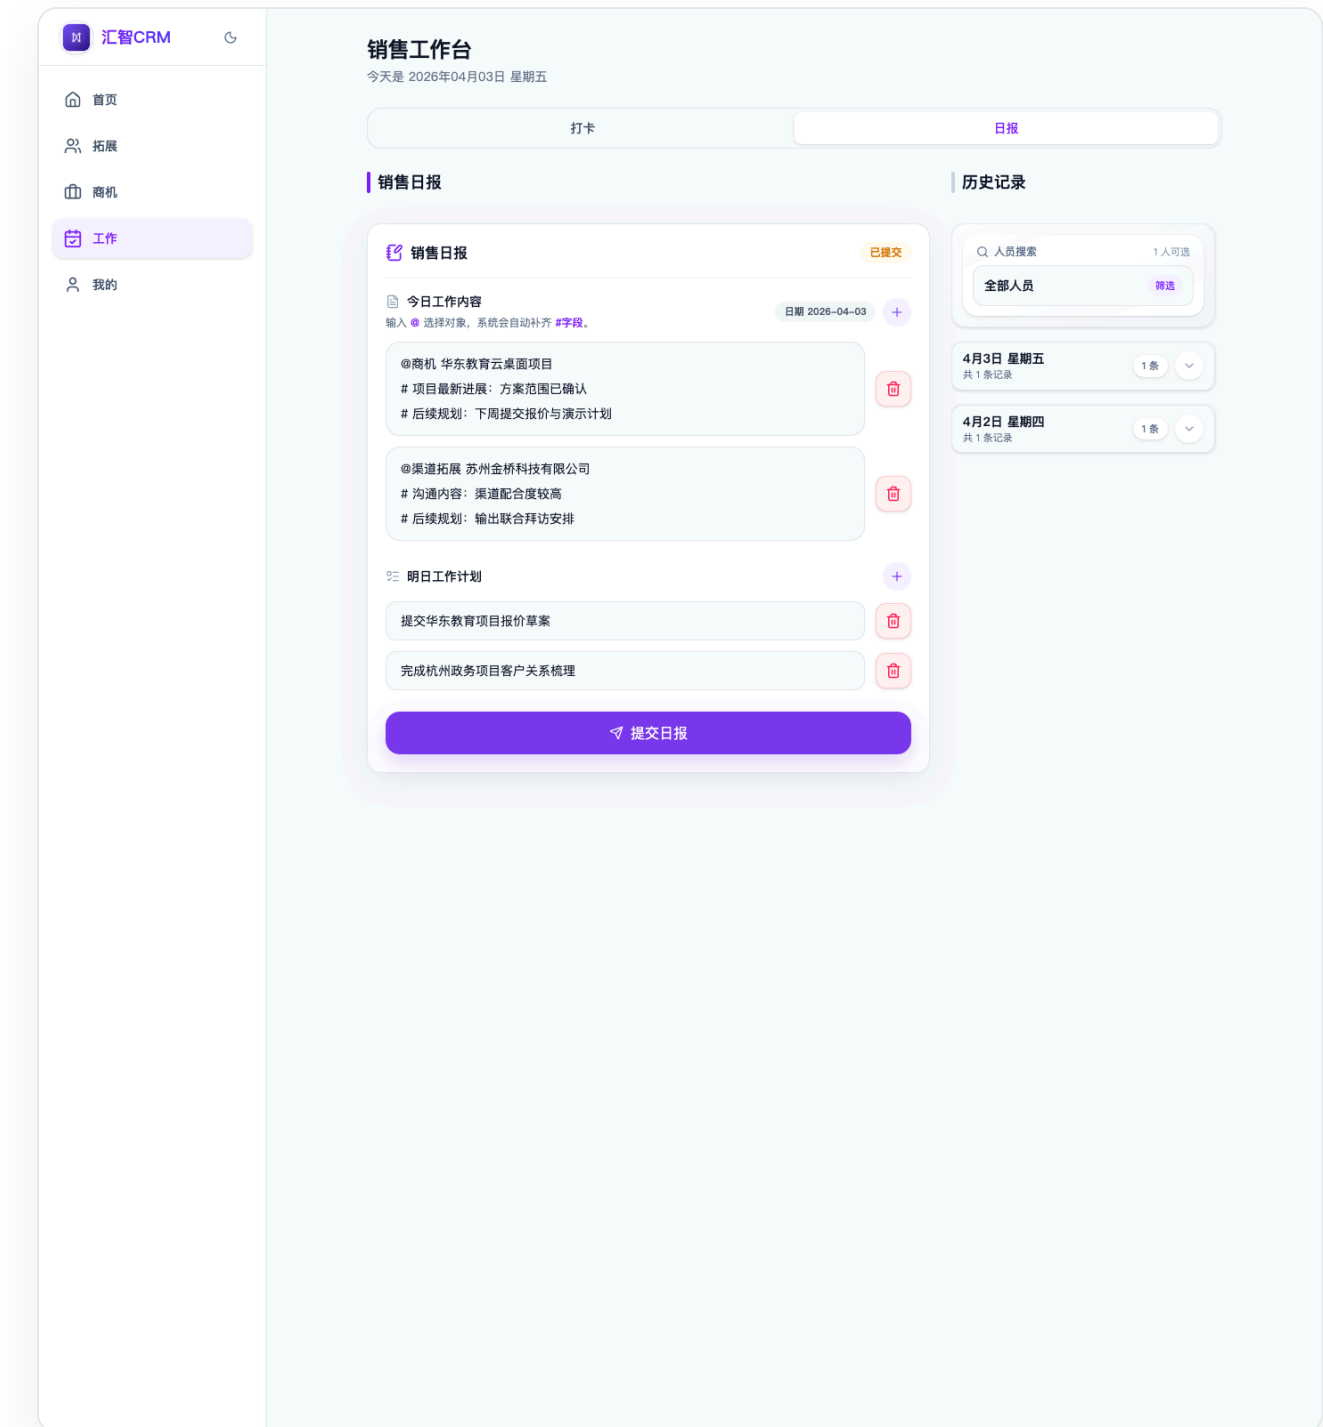 汇智CRM
首页
拓展
商机
工作
我的
销售工作台
今天是 2026年04月03日 星期五
打卡
日报
销售日报
销售日报
已提交
今日工作内容
输入 @ 选择对象，系统会自动补齐 #字段。
日期 2026-04-03
@商机 华东教育云桌面项目
# 项目最新进展：方案范围已确认
# 后续规划：下周提交报价与演示计划
@渠道拓展 苏州金桥科技有限公司
# 沟通内容：渠道配合度较高
# 后续规划：输出联合拜访安排
明日工作计划
提交华东教育项目报价草案
完成杭州政务项目客户关系梳理
提交日报
历史记录
人员搜索
1 人可选
全部人员
筛选
4月3日 星期五
共 1 条记录
1 条
4月2日 星期四
共 1 条记录
1 条